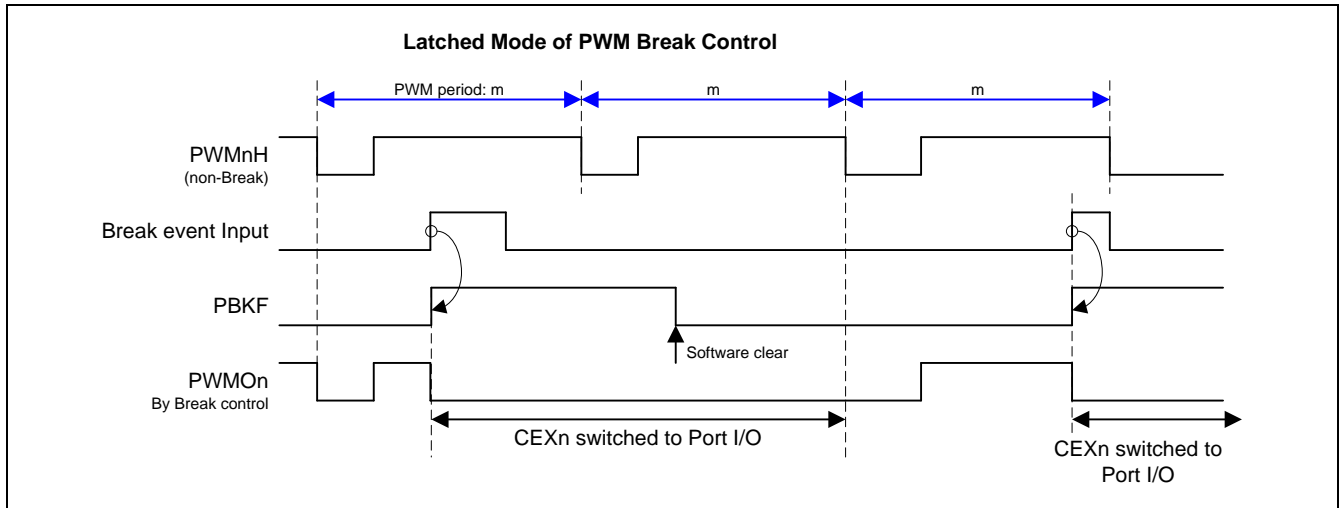 Latched Mode of PWM Break Control
PWM period: m
m
m
PWMnH
(non-Break)
Break event Input
PBKF
Software clear
PWMOn
By Break control
CEXn switched to Port I/O
CEXn switched to
Port I/O